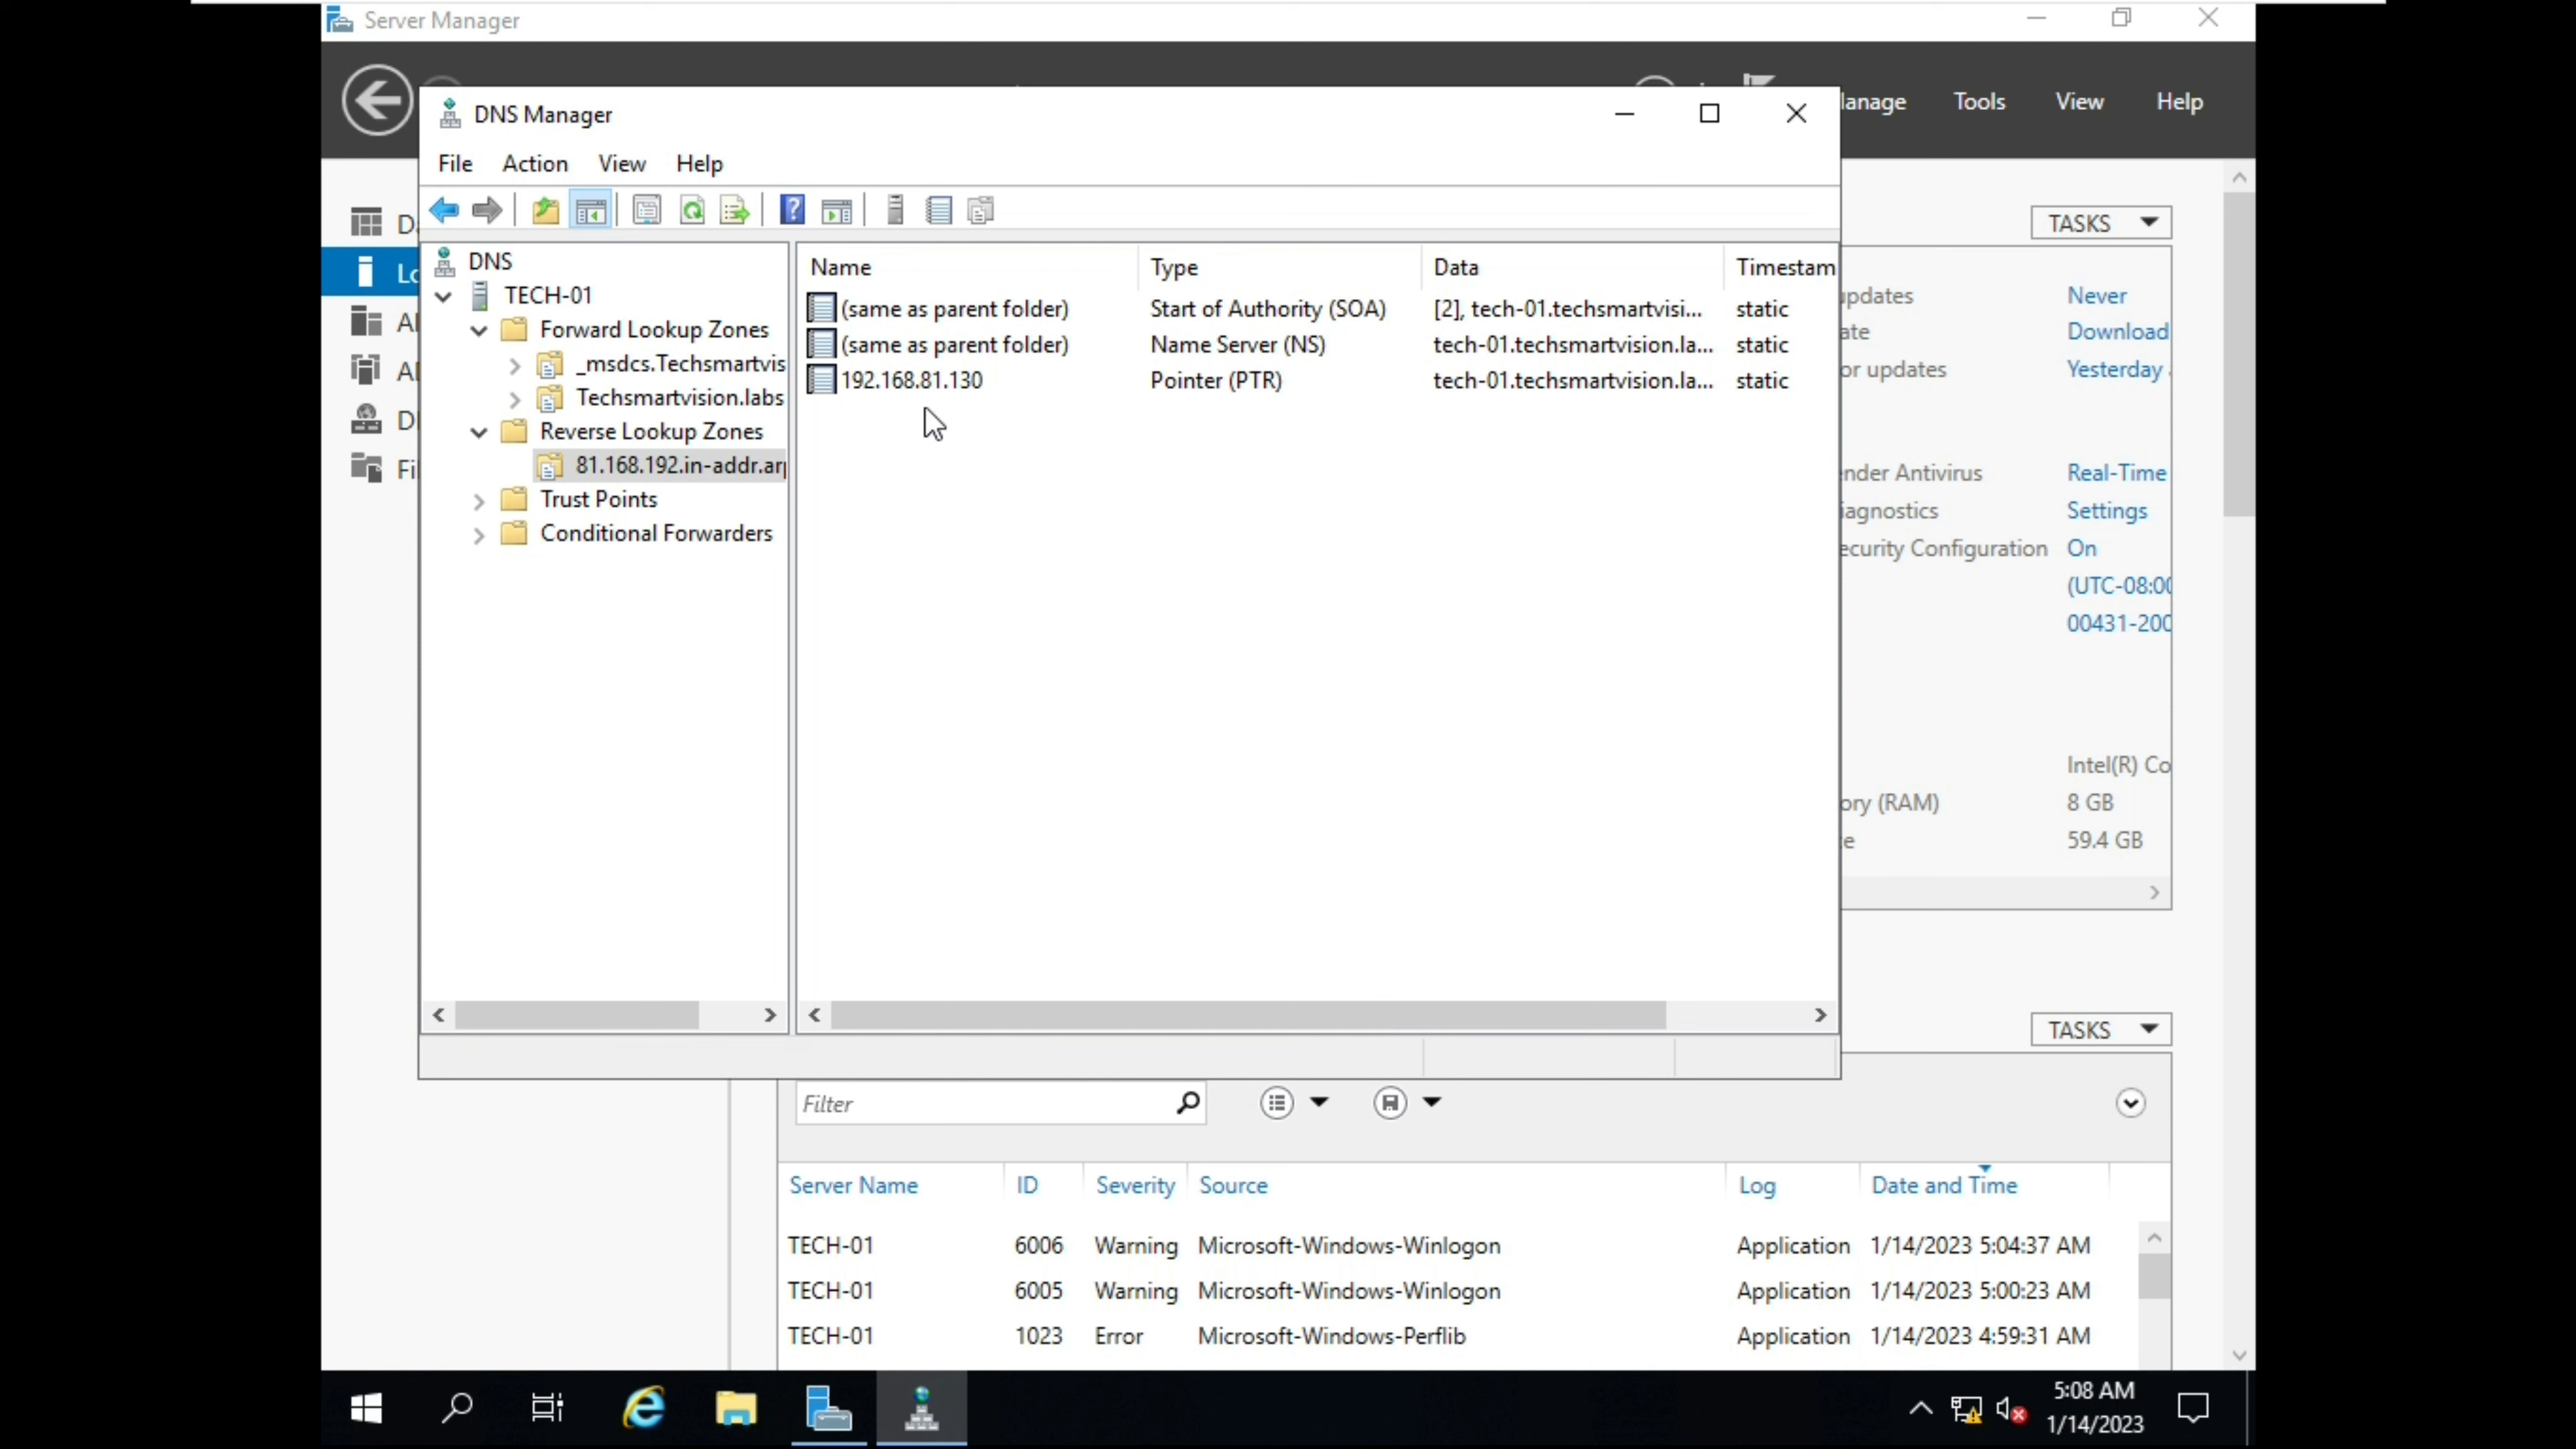 Server Manager
Manage Tools View Help
DNS Manager
File Action View Help
DNS
TECH-01
Forward Lookup Zones
_msdcs.Techsmartvis
Techsmartvision.labs
Reverse Lookup Zones
81.168.192.in-addr.arp
Trust Points
Conditional Forwarders
Name Type Data Timestam
(same as parent folder) Start of Authority (SOA) [2], tech-01.techsmartvisi... static
(same as parent folder) Name Server (NS) tech-01.techsmartvision.la... static
192.168.81.130 Pointer (PTR) tech-01.techsmartvision.la... static
TASKS
updates Never
Download
or updates Yesterday
Antivirus Real-Time
Settings
ecurity Configuration On
(UTC-08:00
00431-200
Intel(R) Co
ory (RAM) 8 GB
59.4 GB
TASKS
Filter
Server Name ID Severity Source Log Date and Time
TECH-01 6006 Warning Microsoft-Windows-Winlogon Application 1/14/2023 5:04:37 AM
TECH-01 6005 Warning Microsoft-Windows-Winlogon Application 1/14/2023 5:00:23 AM
TECH-01 1023 Error Microsoft-Windows-Perflib Application 1/14/2023 4:59:31 AM
5:08 AM
1/14/2023